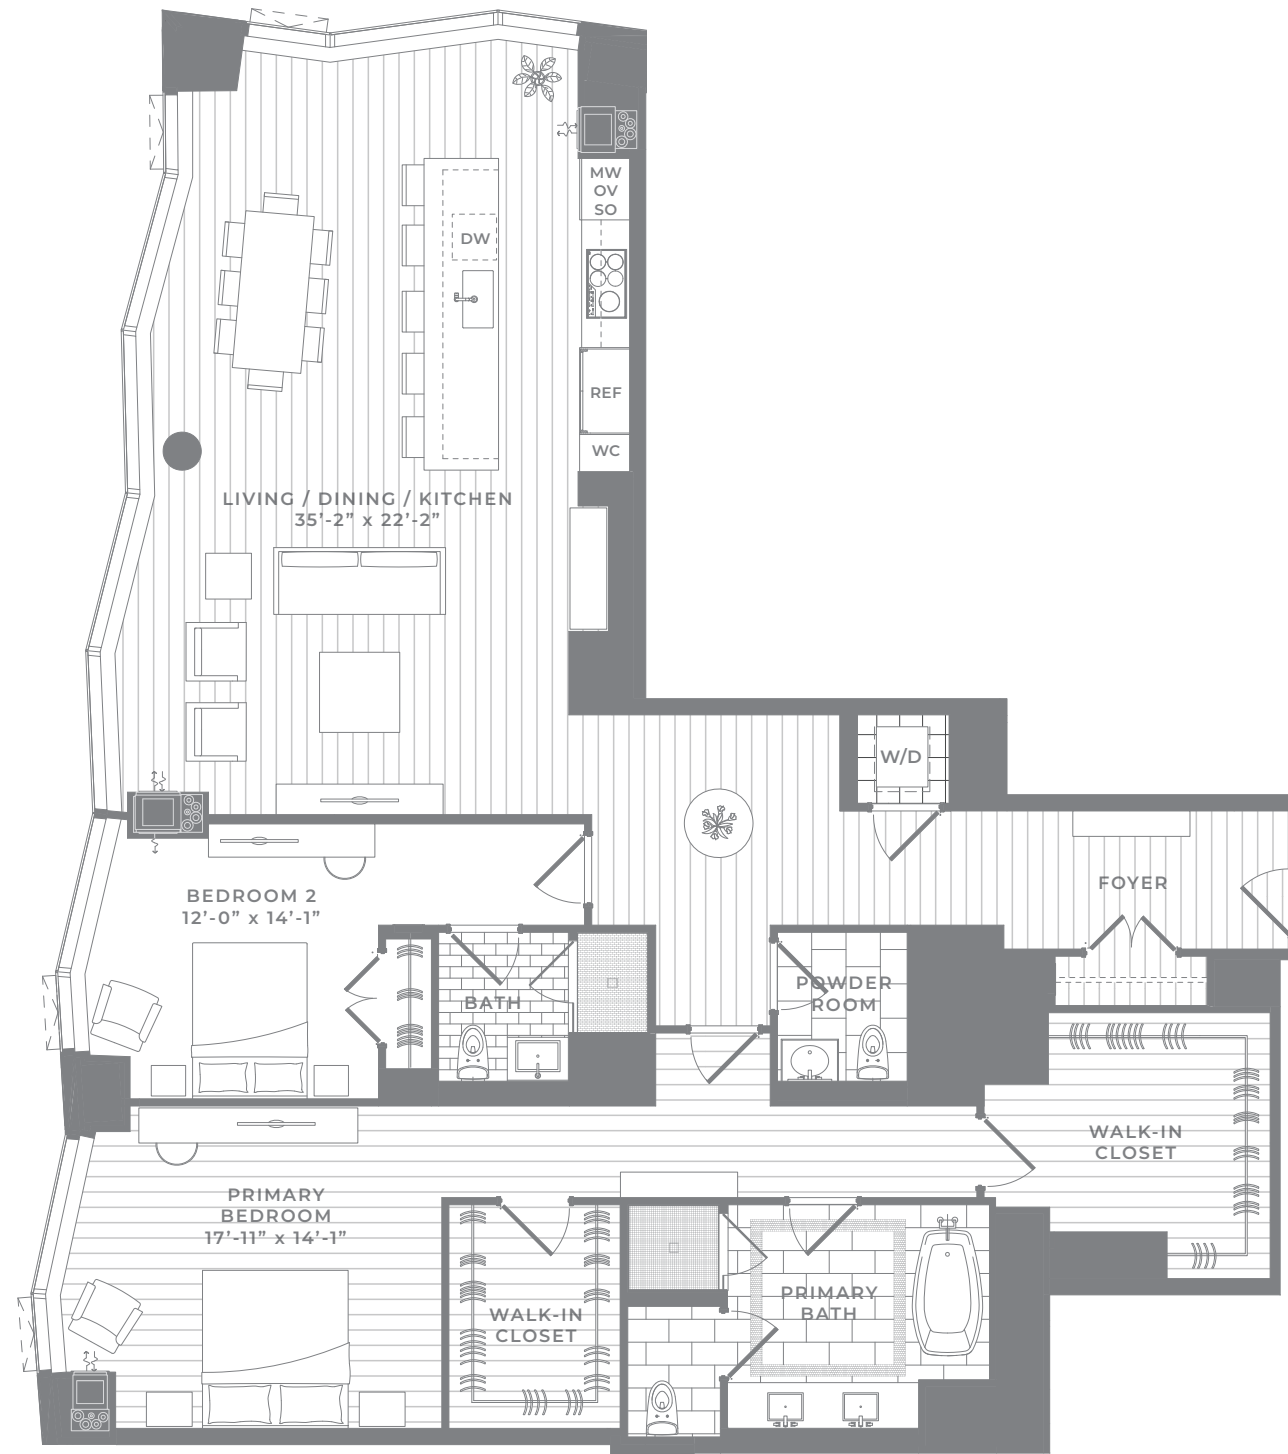 MW
OV
SO
DW
REF
WC
LIVING / DINING / KITCHEN
35’-2” x 22’-2”
W/D
FOYER
BEDROOM 2
12’-0” x 14’-1”
BATH
POWDER
ROOM
WALK-IN
CLOSET
PRIMARY
BEDROOM
17’-11” x 14’-1”
WALK-IN
CLOSET
PRIMARY
BATH